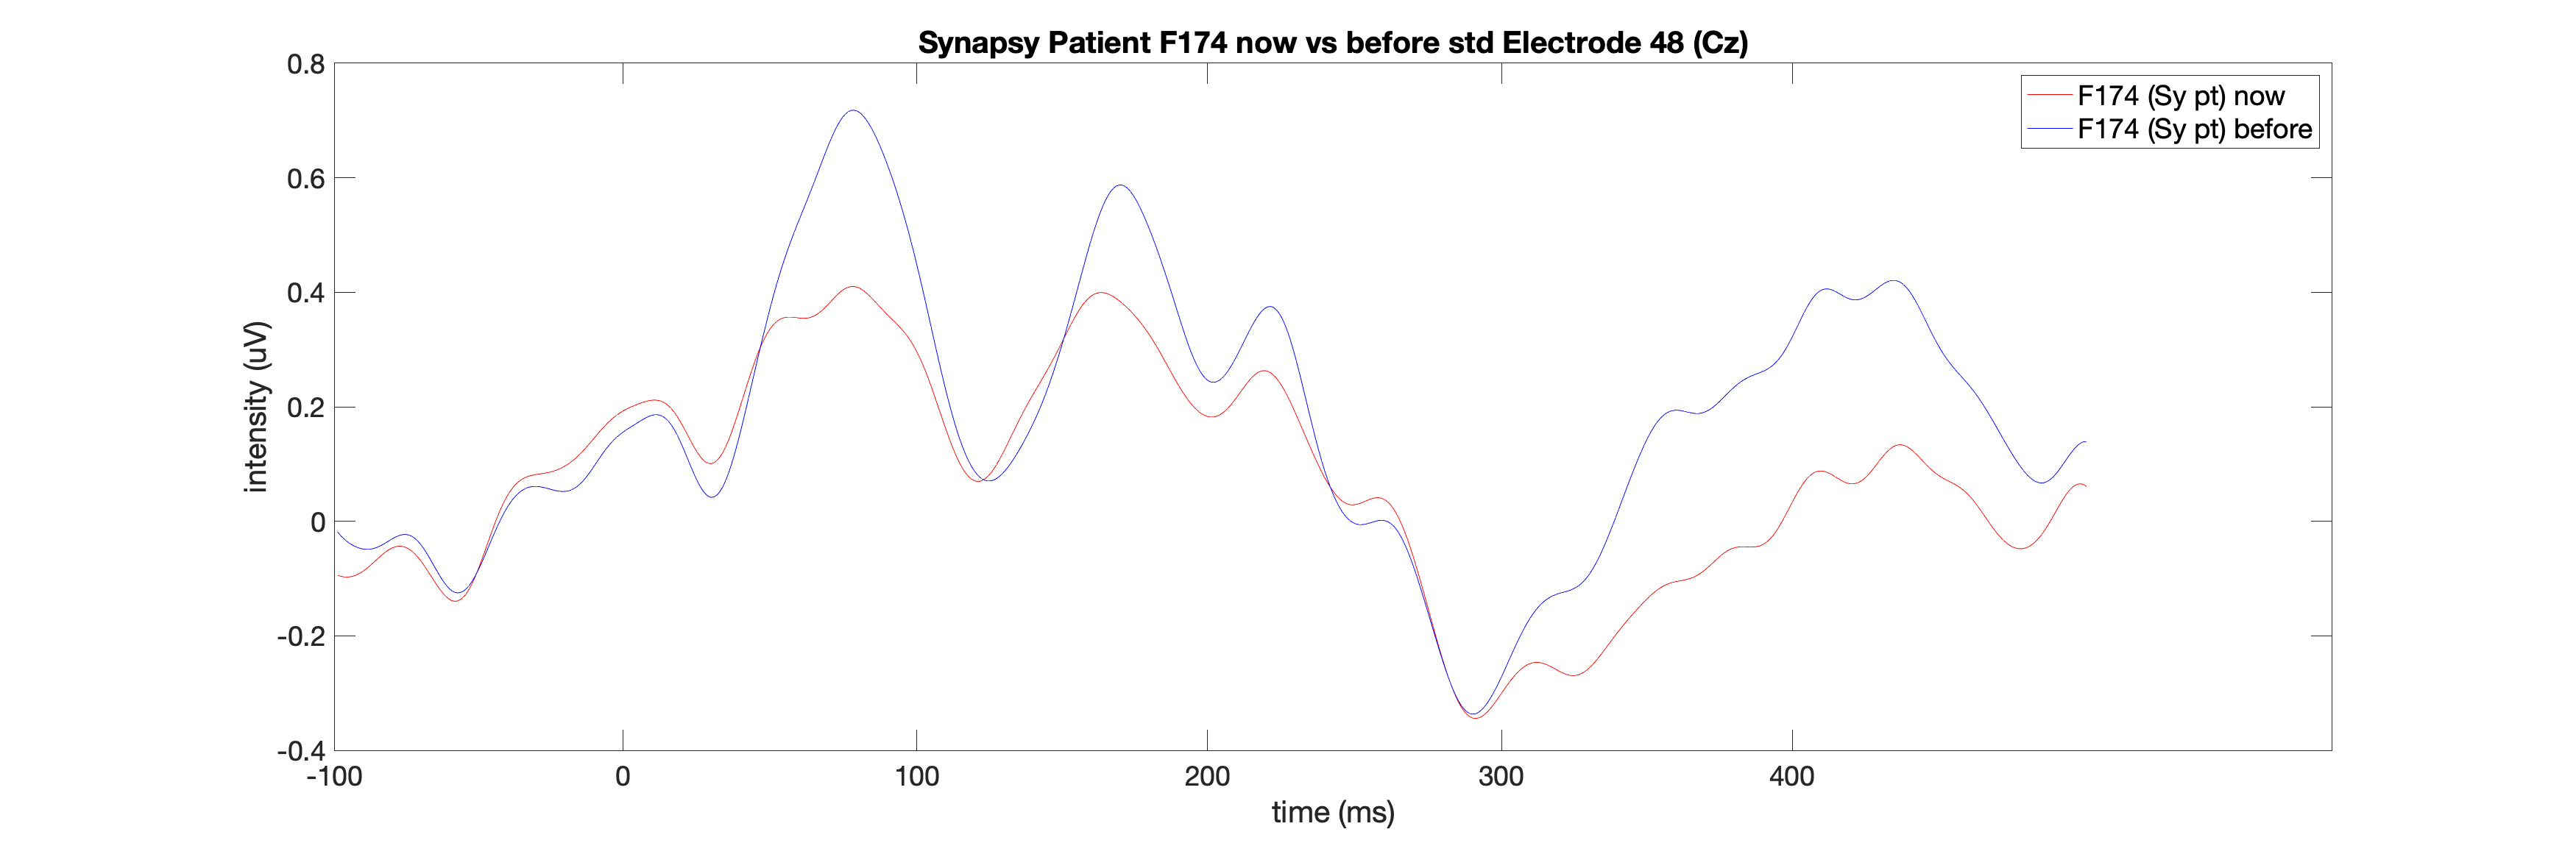 Synapsy Patient F174 now vs before std Electrode 48 (Cz)
F174 (Sy pt) now
F174 (Sy pt) before
intensity (uV)
0.8
0.6
0.4
0.2
0
-0.2
-0.4
-100 0 100 200 300 400
time (ms)